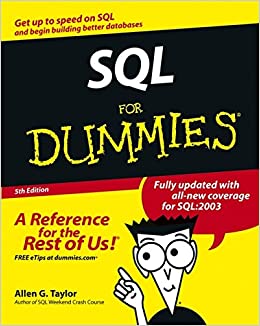 Get up to speed on SQL
and begin building better databases
SQL
FOR
DUMMIES®
5th Edition
Fully updated with
all-new coverage
for SQL:2003
A Reference
for the
Rest of Us!®
FREE eTips at dummies.com®
Allen G. Taylor
Author of SQL Weekend Crash Course